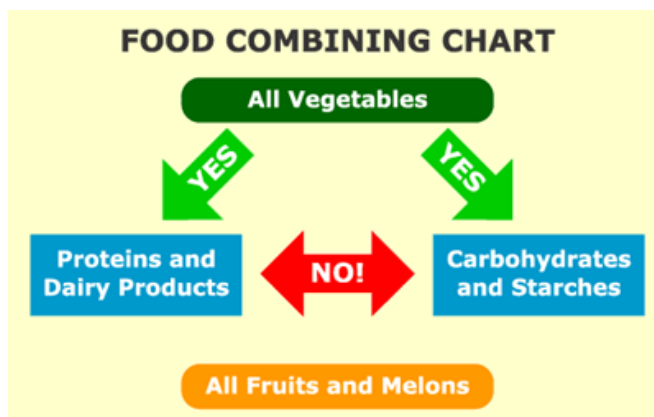 FOOD COMBINING CHART
All Vegetables
YES
YES
Proteins and
Dairy Products
NO!
Carbohydrates
and Starches
All Fruits and Melons